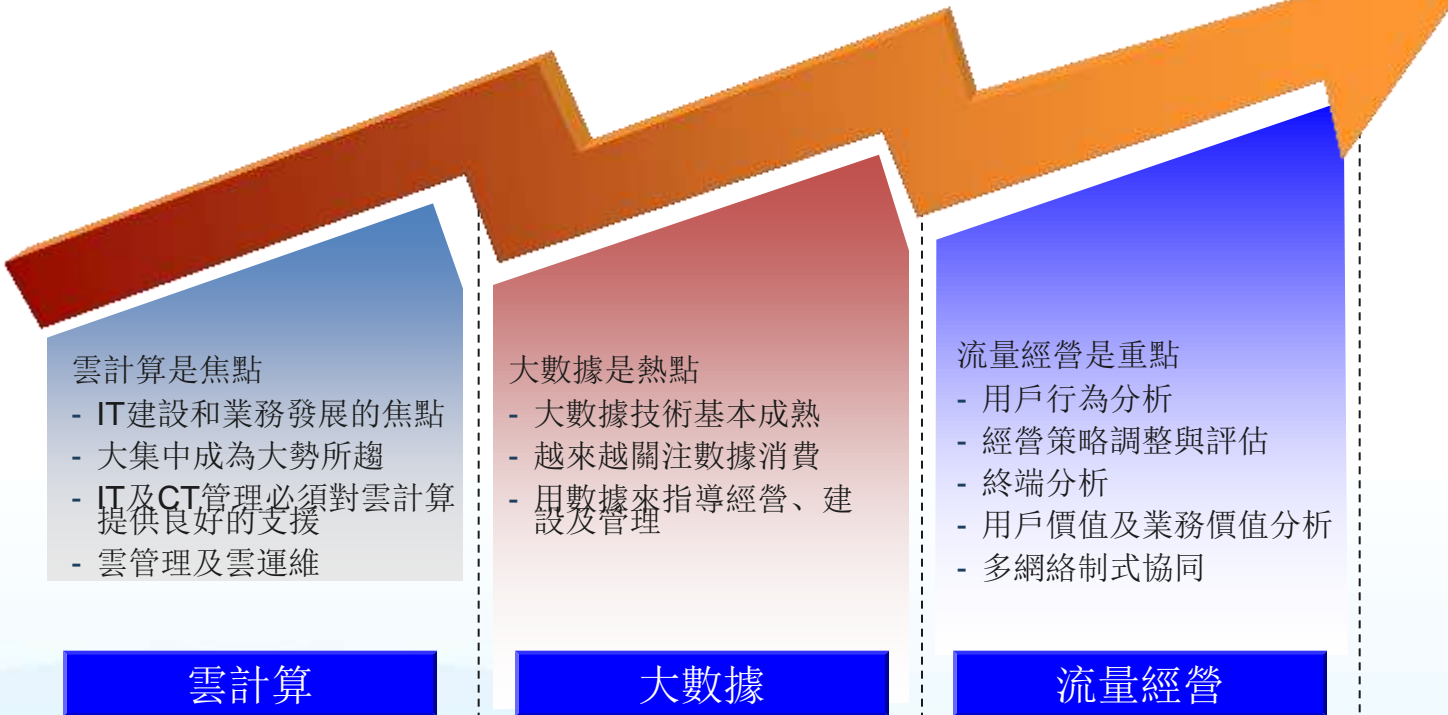 雲計算是焦點
- IT建設和業務發展的焦點
- 大集中成為大勢所趨
- IT及CT管理必須對雲計算
提供良好的支援
- 雲管理及雲運維
雲計算
大數據是熱點
- 大數據技術基本成熟
- 越來越關注數據消費
- 用數據來指導經營、建
設及管理
大數據
流量經營是重點
- 用戶行為分析
- 經營策略調整與評估
- 終端分析
- 用戶價值及業務價值分析
- 多網絡制式協同
流量經營